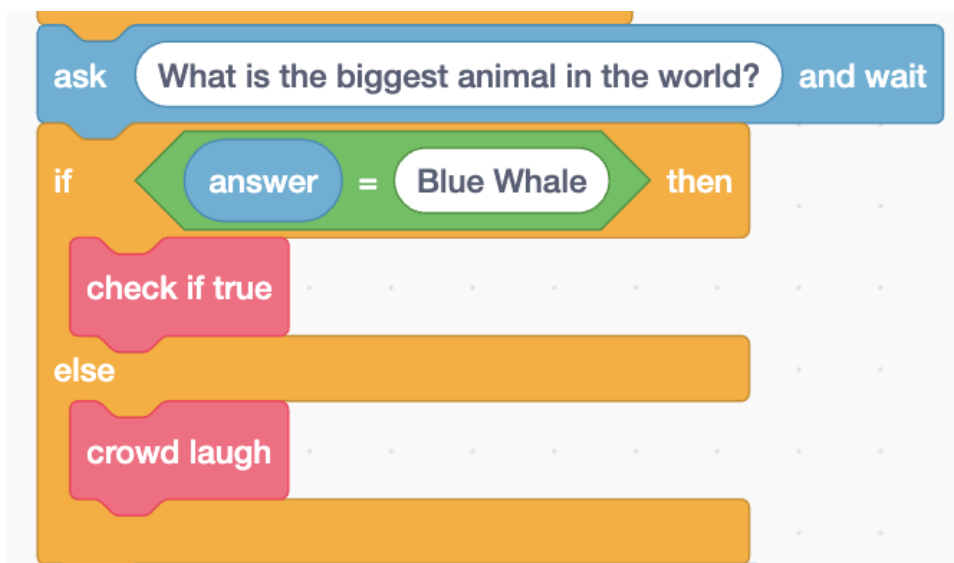 ask What is the biggest animal in the world? and wait
if answer = Blue Whale then
check if true
else
crowd laugh